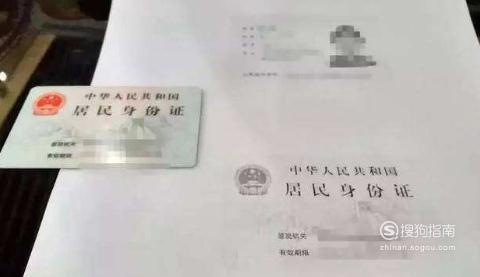 中华人民共和国
居民身份证
签发机关
有效期限
中华人民共和国
居民身份证
签发机关
有效期限
搜狗指南
zhinan.sogou.com